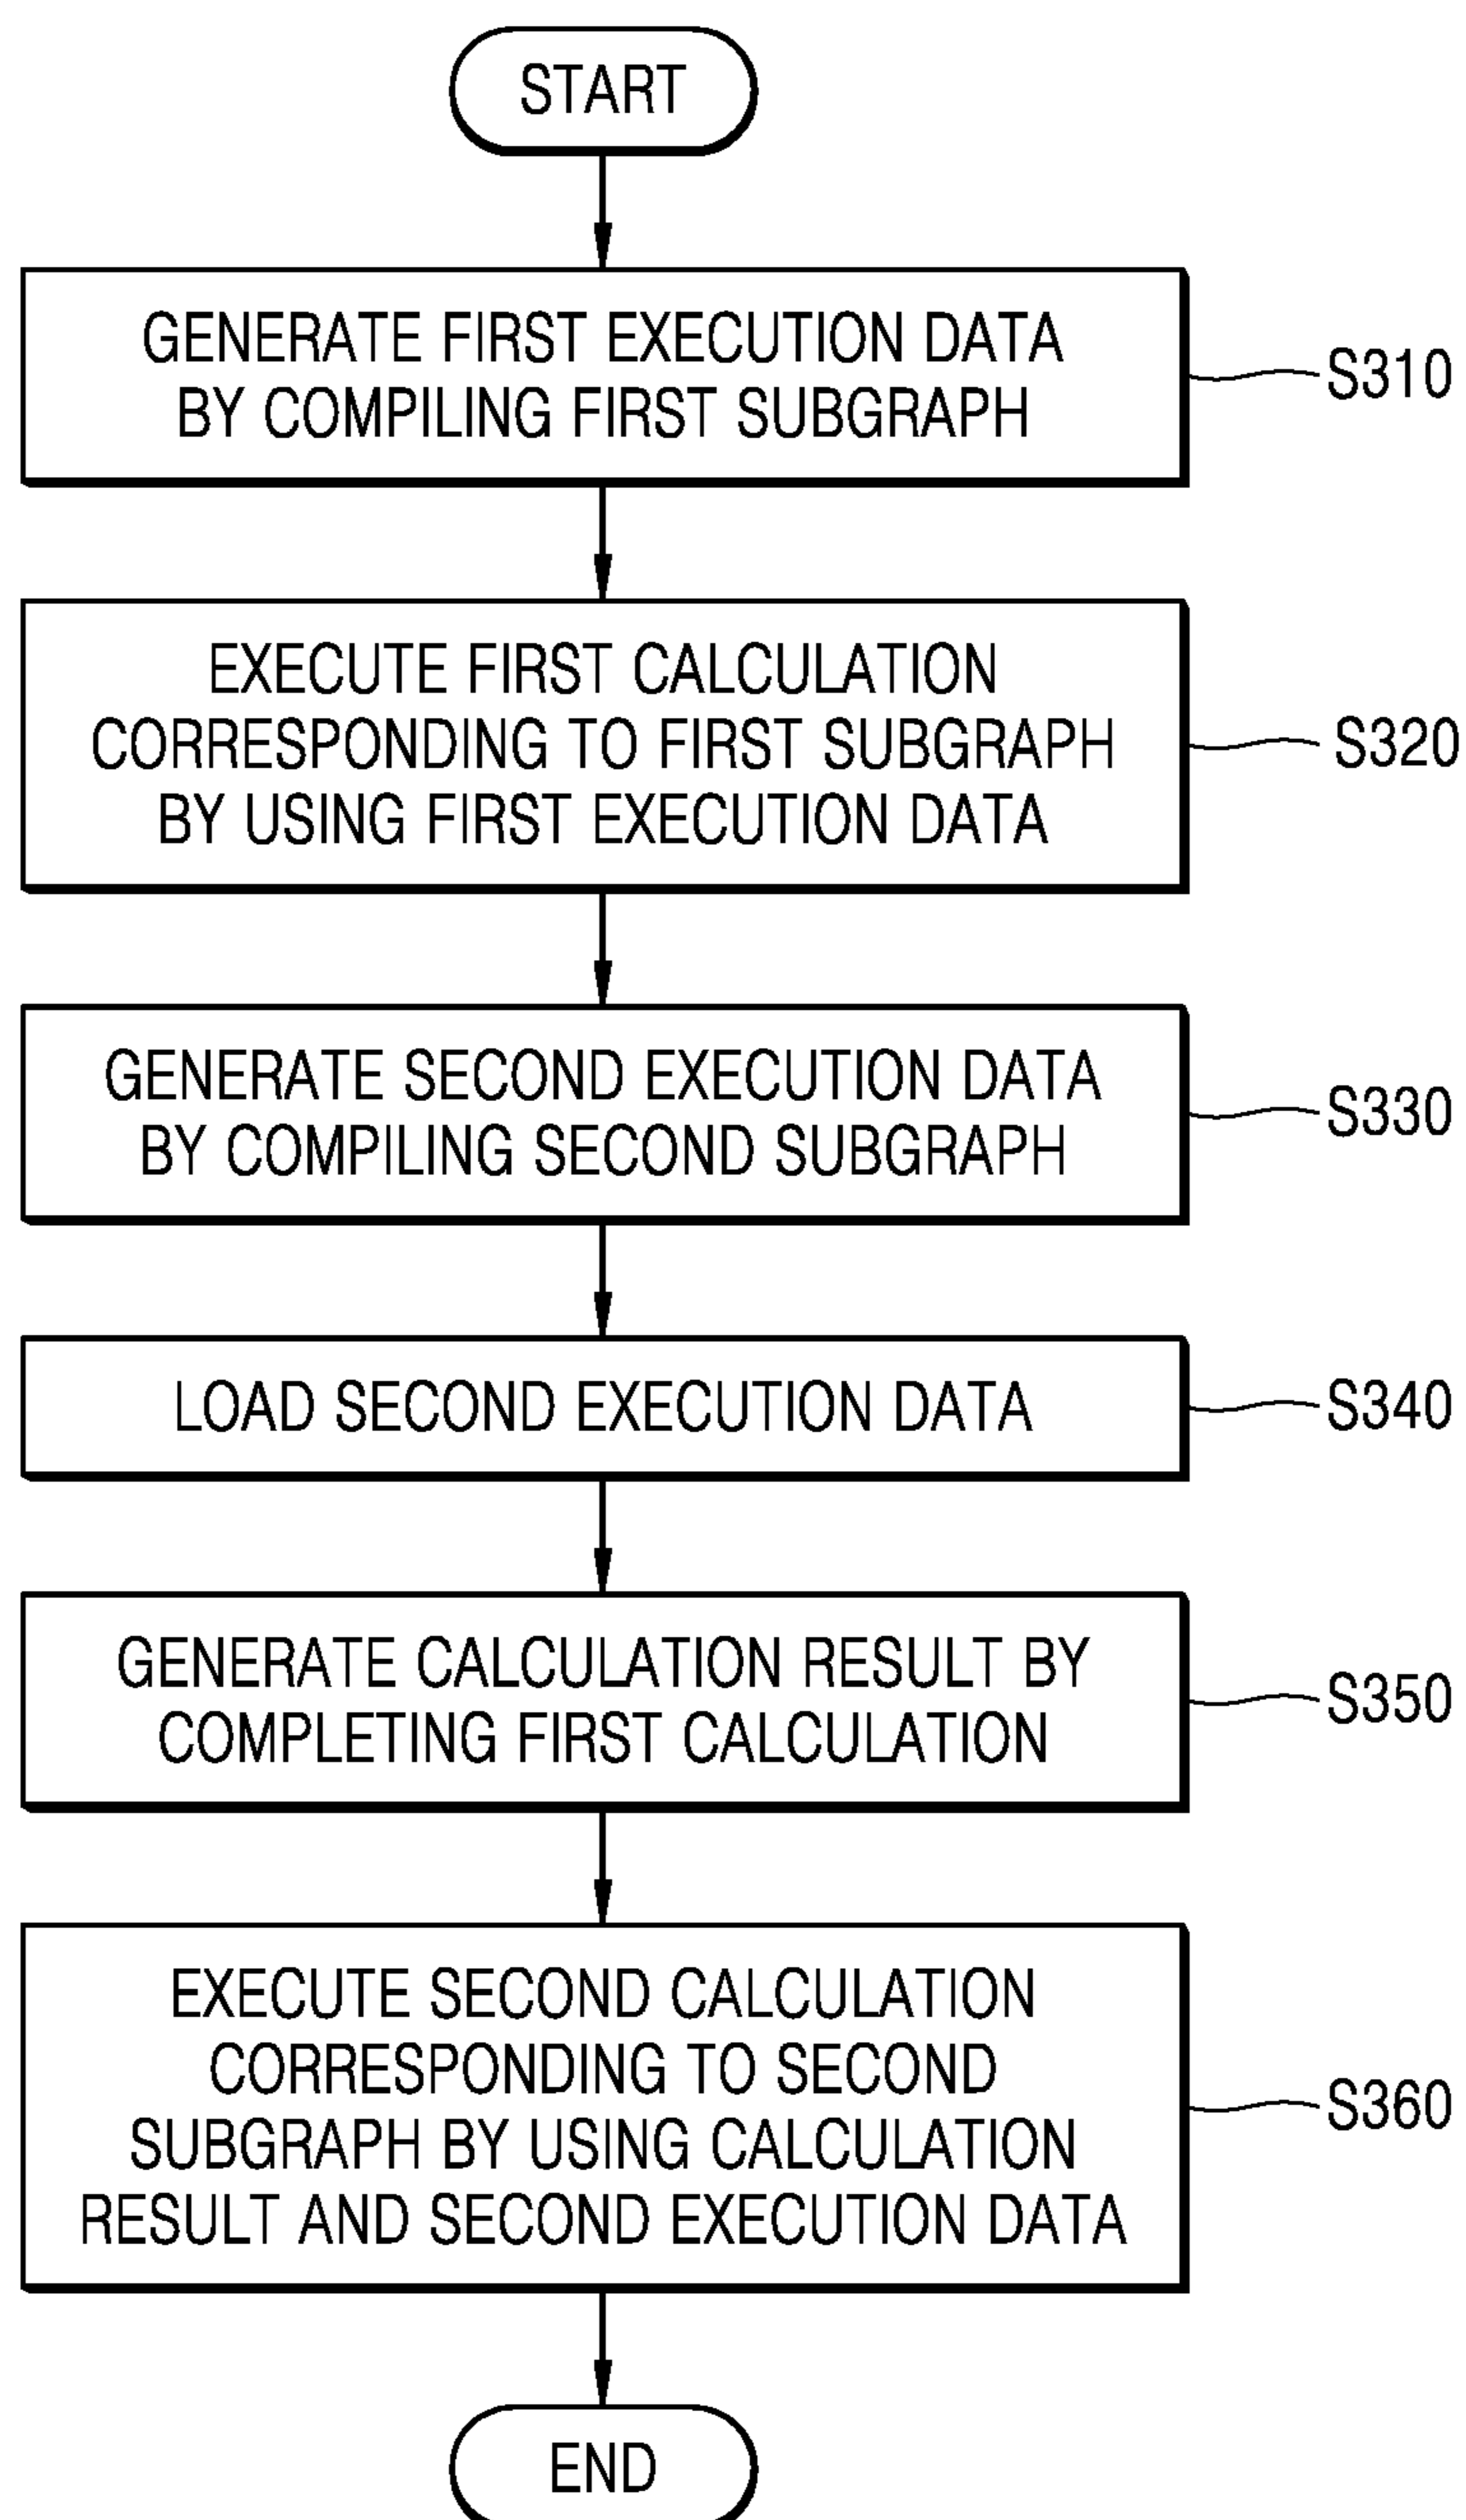 START
GENERATE FIRST EXECUTION DATA
BY COMPILING FIRST SUBGRAPH
S310
EXECUTE FIRST CALCULATION
CORRESPONDING TO FIRST SUBGRAPH
BY USING FIRST EXECUTION DATA
S320
GENERATE SECOND EXECUTION DATA
BY COMPILING SECOND SUBGRAPH
S330
LOAD SECOND EXECUTION DATA
S340
GENERATE CALCULATION RESULT BY
COMPLETING FIRST CALCULATION
S350
EXECUTE SECOND CALCULATION
CORRESPONDING TO SECOND
SUBGRAPH BY USING CALCULATION
RESULT AND SECOND EXECUTION DATA
S360
END